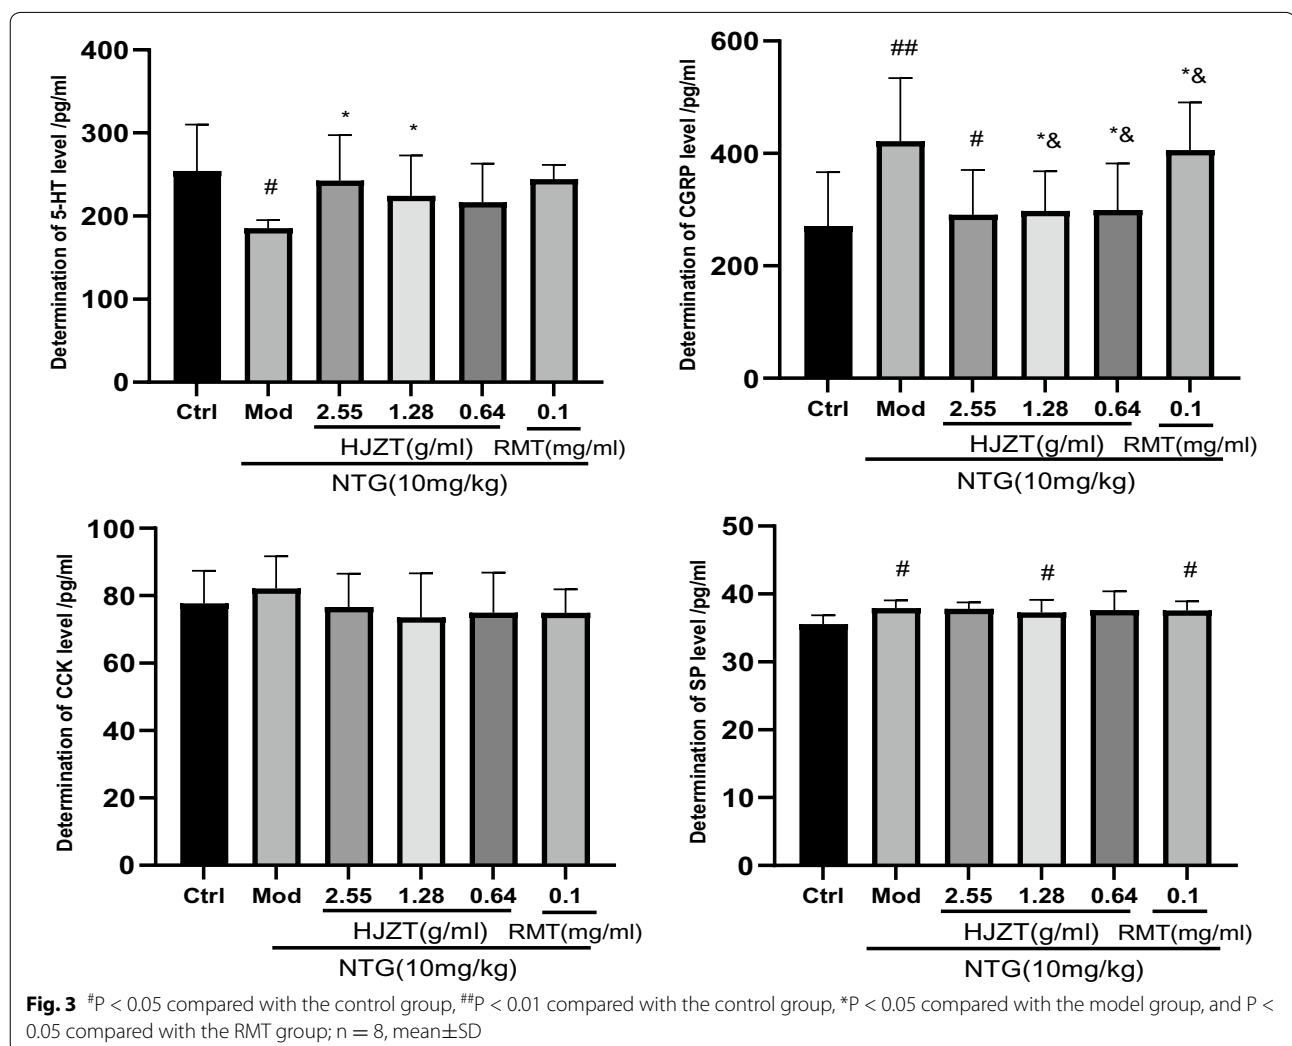 Determination of 5-HT level /pg/ml
400
300
200
100
0
#
*
*
Ctrl Mod 2.55 1.28 0.64 0.1
HJZT(g/ml) RMT(mg/ml)
NTG(10mg/kg)
Determination of CGRP level /pg/ml
600
400
200
0
##
#
*&
*&
*&
Ctrl Mod 2.55 1.28 0.64 0.1
HJZT(g/ml) RMT(mg/ml)
NTG(10mg/kg)
Determination of CCK level /pg/ml
100
80
60
40
20
0
Ctrl Mod 2.55 1.28 0.64 0.1
HJZT(g/ml) RMT(mg/ml)
NTG(10mg/kg)
Determination of SP level /pg/ml
50
40
30
20
10
0
#
#
#
Ctrl Mod 2.55 1.28 0.64 0.1
HJZT(g/ml) RMT(mg/ml)
NTG(10mg/kg)
Fig. 3 #P < 0.05 compared with the control group, ##P < 0.01 compared with the control group, *P < 0.05 compared with the model group, and P <
0.05 compared with the RMT group; n = 8, mean±SD